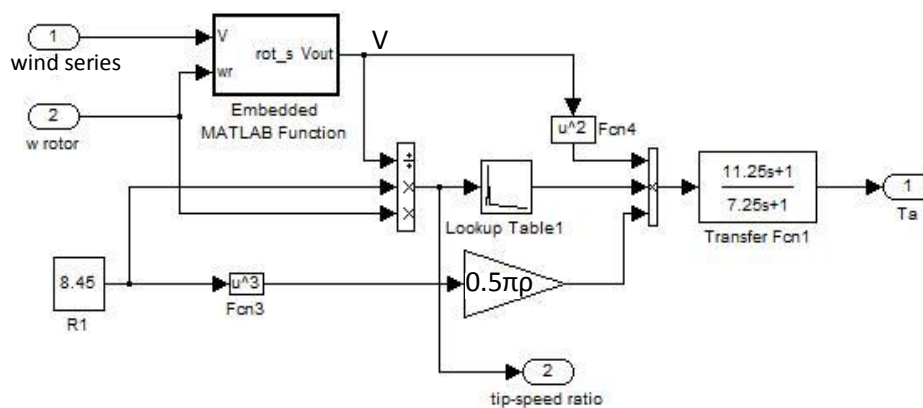 1
wind series
V
wr
rot_s Vout
Embedded
MATLAB Function
V
2
w rotor
u^2
Fcn4
÷
×
×
Lookup Table1
×
11.25s+1
7.25s+1
Transfer Fcn1
1
Ta
8.45
R1
u^3
Fcn3
0.5πρ
2
tip-speed ratio